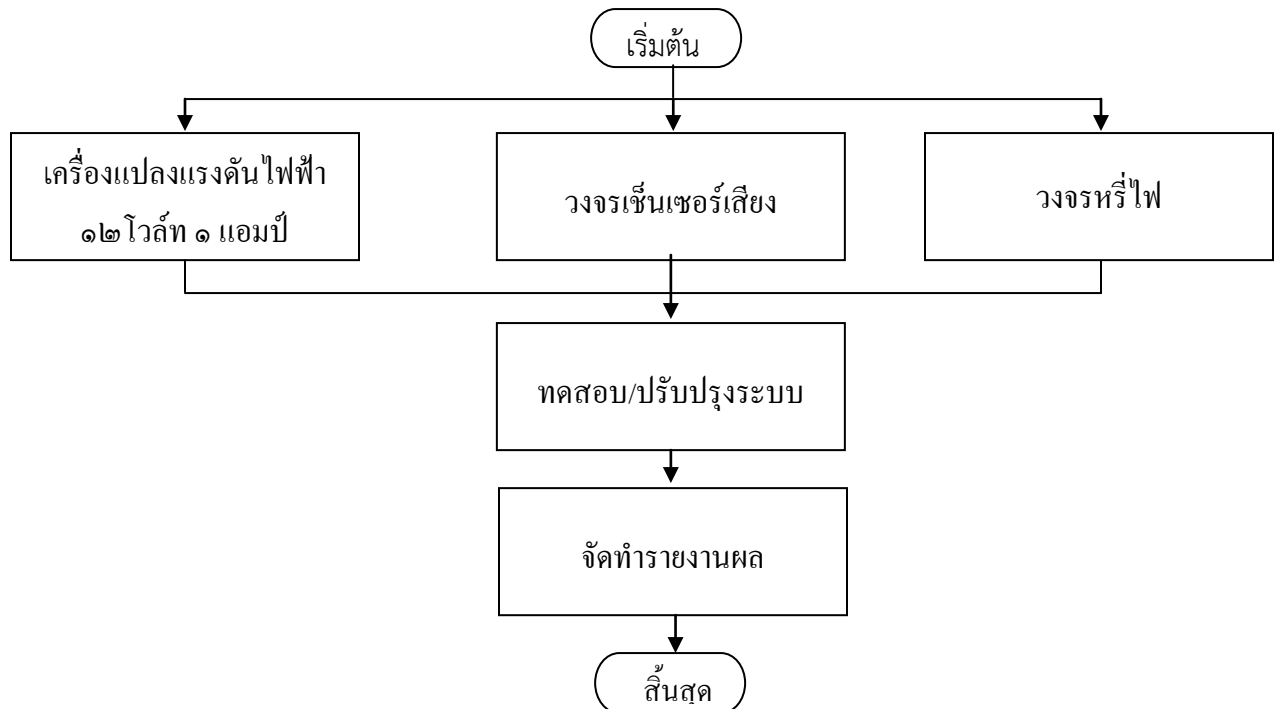 เริ่มต้น
เครื่องแปลงแรงดันไฟฟ้า
๑๒ โวล์ท ๑ แอมป์
วงจรเซ็นเซอร์เสียง
วงจรหรี่ไฟ
ทดสอบ/ปรับปรุงระบบ
จัดทำรายงานผล
สิ้นสุด